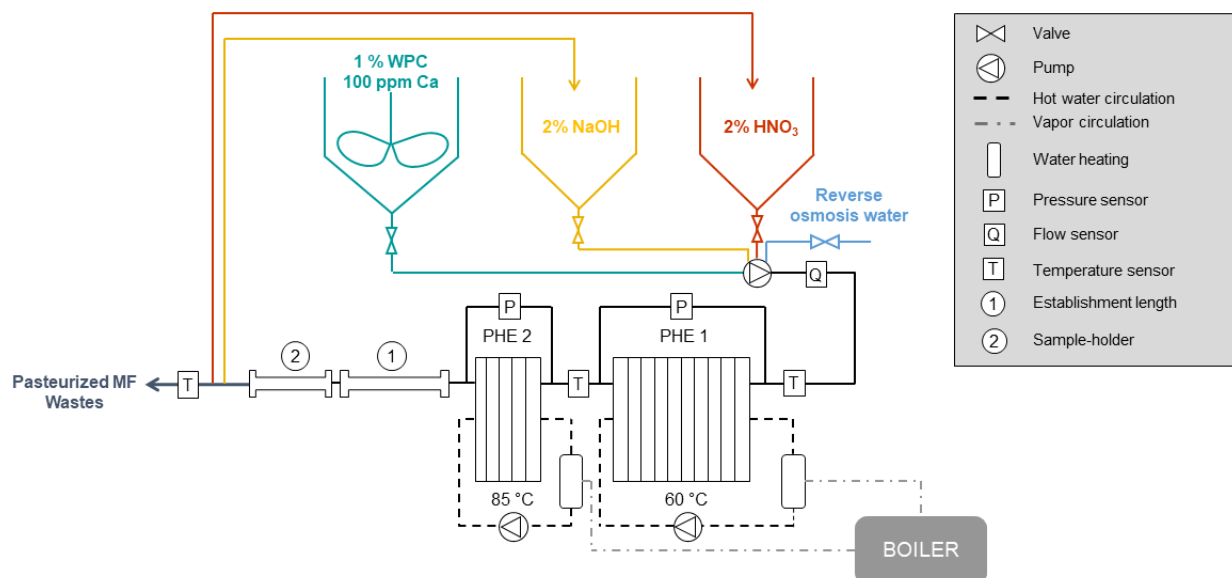 1 % WPC
100 ppm Ca
2% NaOH
2% HNO₃
Reverse
osmosis water
Q
P
P
PHE 2
PHE 1
2
1
T
T
T
Pasteurized MF
Wastes
85 °C
60 °C
BOILER
Valve
Pump
Hot water circulation
Vapor circulation
Water heating
P
Pressure sensor
Q
Flow sensor
T
Temperature sensor
1
Establishment length
2
Sample-holder